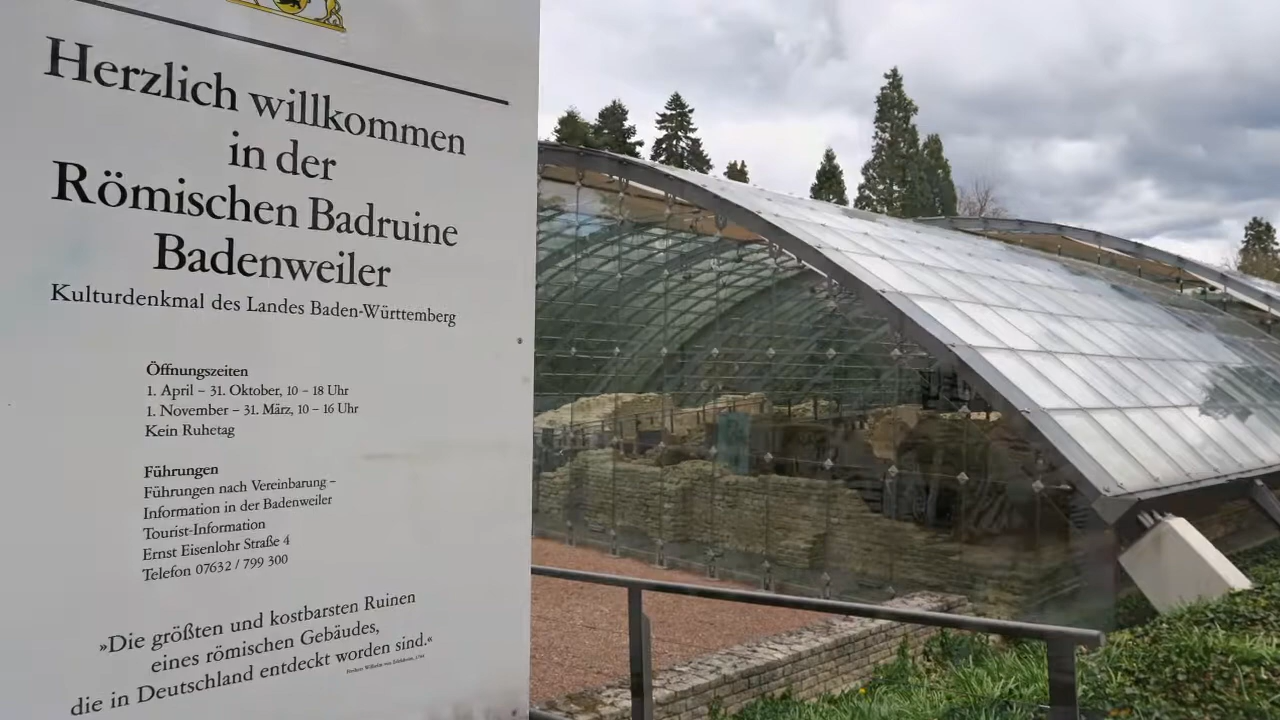 Herzlich willkommen
in der
Römischen Badruine
Badenweiler
Kulturdenkmal des Landes Baden-Württemberg
Öffnungszeiten
1. April – 31. Oktober, 10 – 18 Uhr
1. November – 31. März, 10 – 16 Uhr
Kein Ruhetag
Führungen
Führungen nach Vereinbarung –
Information in der Badenweiler
Tourist-Information
Ernst Eisenlohr Straße 4
Telefon 07632 / 799 300
»Die größten und kostbarsten Ruinen
eines römischen Gebäudes,
die in Deutschland entdeckt worden sind.«